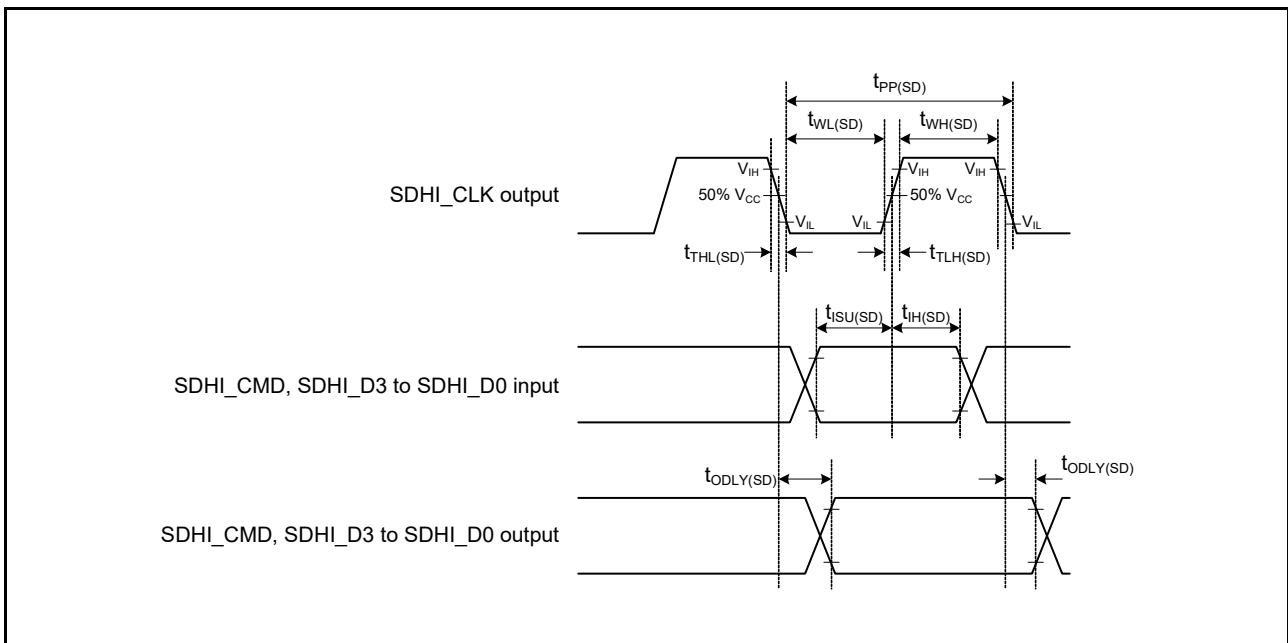 tPP(SD)
tWL(SD) tWH(SD)
VIH VIH VIH
SDHI_CLK output
50% VCC 50% VCC
VIL VIL VIL
tTHL(SD) tTLH(SD)
tISU(SD) tIH(SD)
SDHI_CMD, SDHI_D3 to SDHI_D0 input
tODLY(SD) tODLY(SD)
SDHI_CMD, SDHI_D3 to SDHI_D0 output